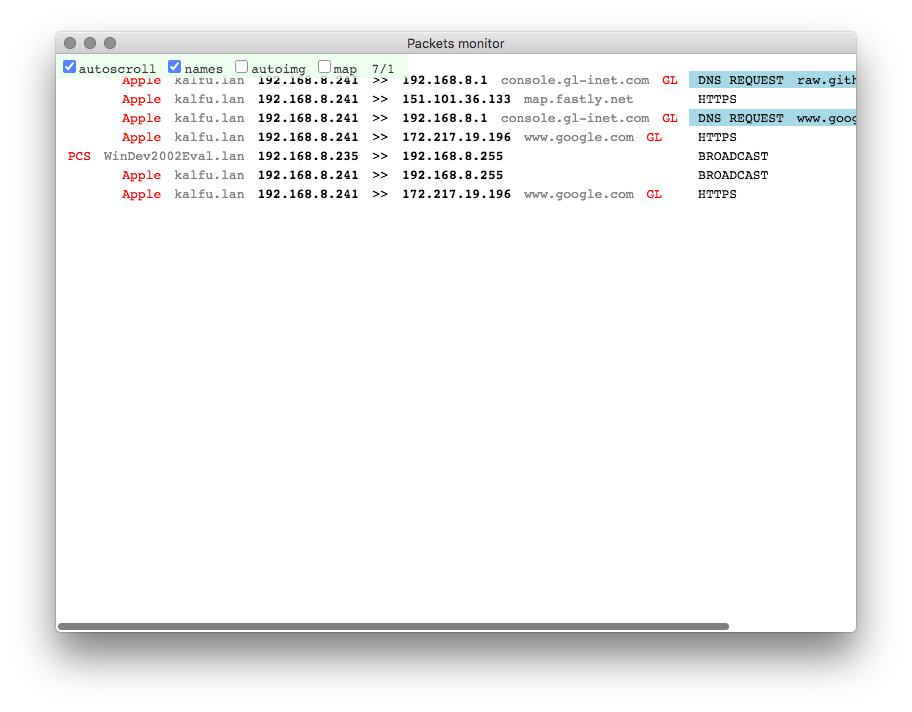 Packets monitor
autoscroll names autoimg map 7/1
Apple kalfu.lan 192.168.8.241 >> 192.168.8.1 console.gl-inet.com GL DNS REQUEST raw.gith
Apple kalfu.lan 192.168.8.241 >> 151.101.36.133 map.fastly.net HTTPS
Apple kalfu.lan 192.168.8.241 >> 192.168.8.1 console.gl-inet.com GL DNS REQUEST www.goog
Apple kalfu.lan 192.168.8.241 >> 172.217.19.196 www.google.com GL HTTPS
PCS WinDev2002Eval.lan 192.168.8.235 >> 192.168.8.255 BROADCAST
Apple kalfu.lan 192.168.8.241 >> 192.168.8.255 BROADCAST
Apple kalfu.lan 192.168.8.241 >> 172.217.19.196 www.google.com GL HTTPS